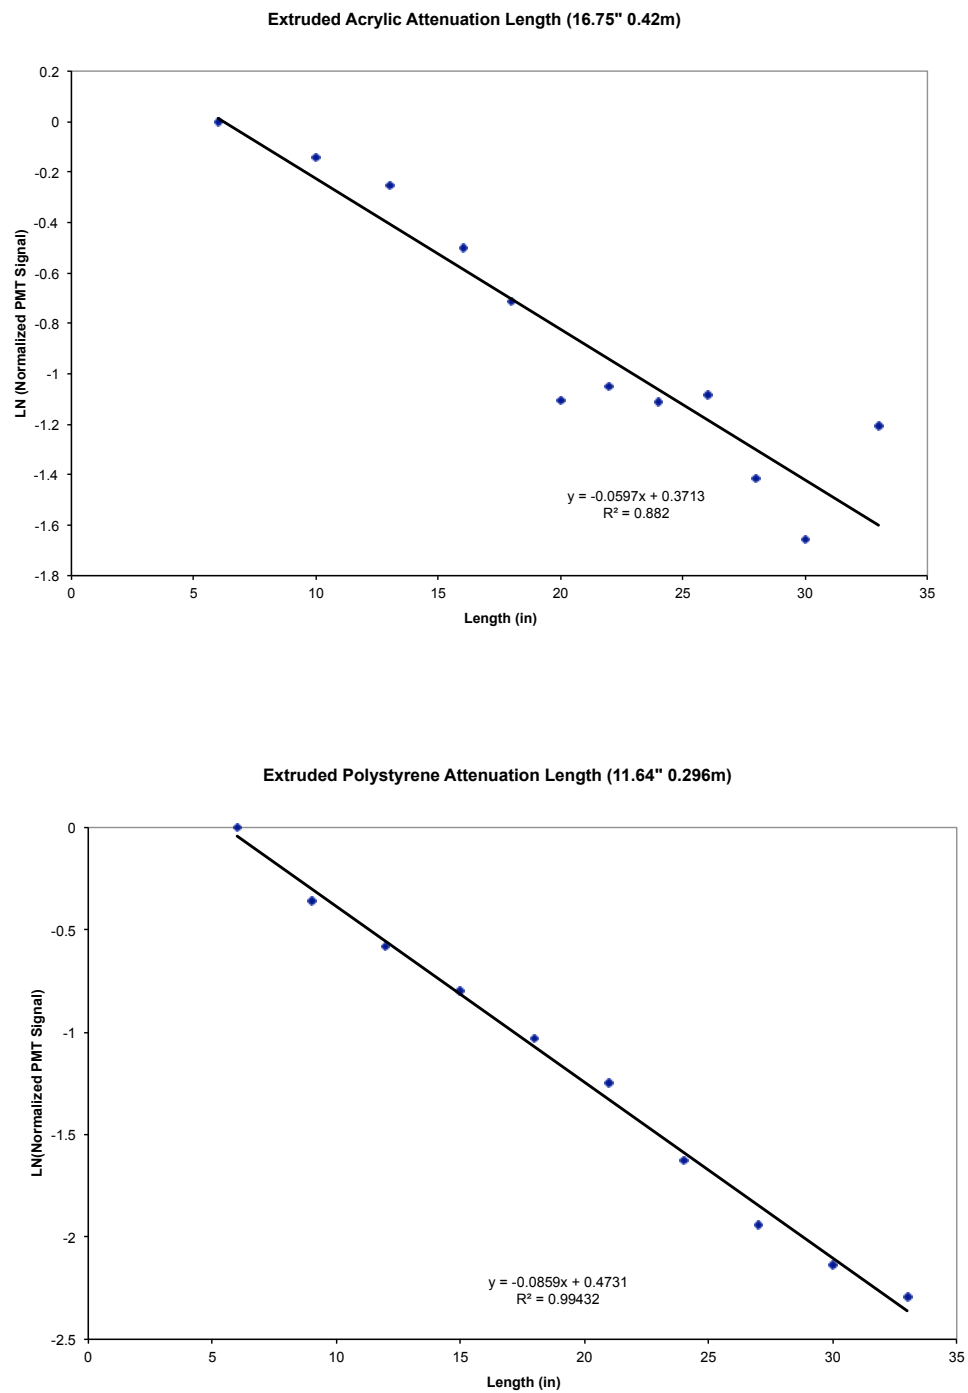 Extruded Acrylic Attenuation Length (16.75" 0.42m)
0.2
0
-0.2
-0.4
-0.6
-0.8
-1
-1.2
-1.4
-1.6
-1.8
LN (Normalized PMT Signal)
y = -0.0597x + 0.3713
R² = 0.882
0 5 10 15 20 25 30 35
Length (in)
Extruded Polystyrene Attenuation Length (11.64" 0.296m)
0
-0.5
-1
-1.5
-2
-2.5
LN(Normalized PMT Signal)
y = -0.0859x + 0.4731
R² = 0.99432
0 5 10 15 20 25 30 35
Length (in)